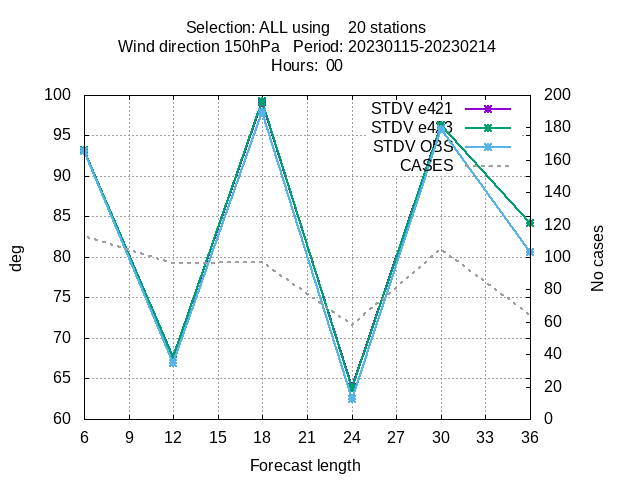 Selection: ALL using 20 stations
Wind direction 150hPa Period: 20230115-20230214
Hours: 00
STDV e421
STDV e423
STDV OBS
CASES
100
95
90
85
80
75
70
65
60
deg
200
180
160
140
120
100
80
60
40
20
0
No cases
6 9 12 15 18 21 24 27 30 33 36
Forecast length